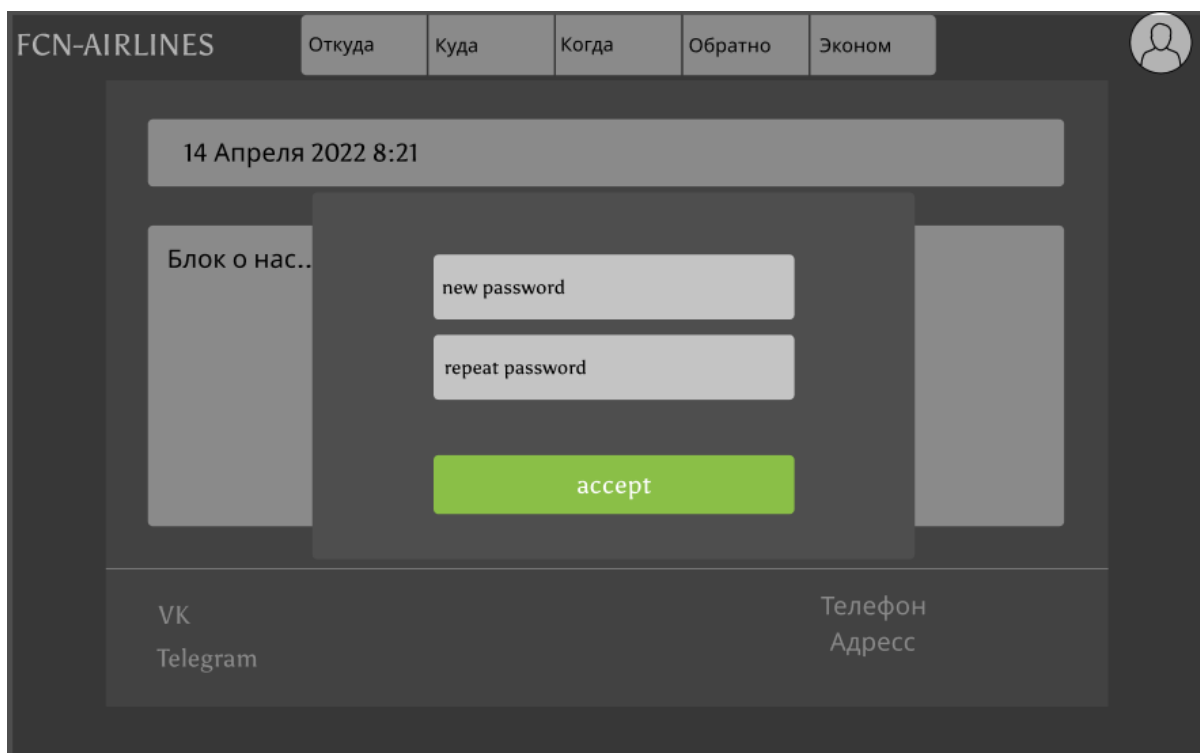 FCN-AIRLINES Откуда Куда Когда Обратно Эконом
14 Апреля 2022 8:21
Блок о нас..
new password
repeat password
accept
VK
Telegram
Телефон
Адресс